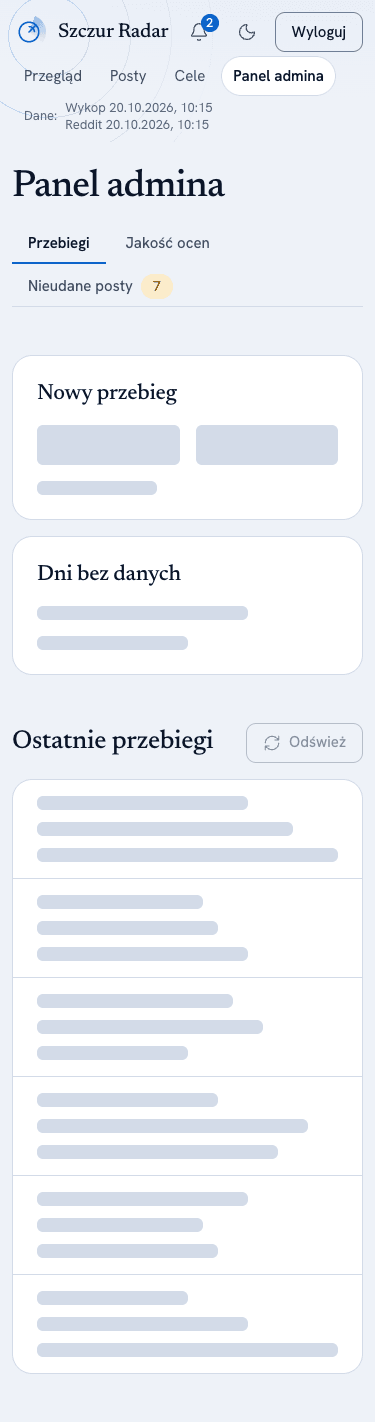 Szczur Radar
2
Wyloguj
Przegląd Posty Cele Panel admina
Dane: Wykop 20.10.2026, 10:15
Reddit 20.10.2026, 10:15
Panel admina
Przebiegi Jakość ocen
Nieudane posty 7
Nowy przebieg
Dni bez danych
Ostatnie przebiegi
Odśwież